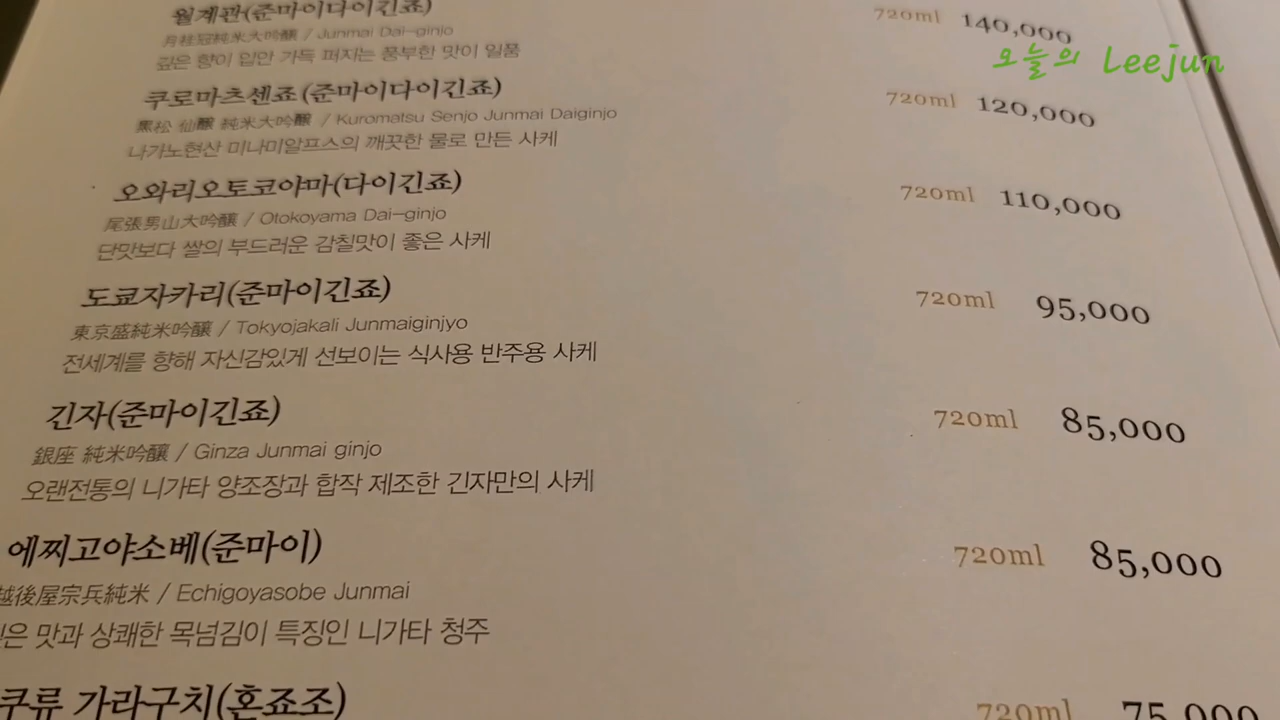 월계관(준마이다이긴죠) 720ml 140,000
月桂冠純米大吟醸 / Junmai Dai-ginjo
깊은 향이 입안 가득 퍼지는 풍부한 맛이 일품
오늘의 Leejun
쿠로마츠센죠(준마이다이긴죠) 720ml 120,000
黒松 仙醸 純米大吟醸 / Kuromatsu Senjo Junmai Daiginjo
나가노현산 미나미알프스의 깨끗한 물로 만든 사케
오와리오토코야마(다이긴죠) 720ml 110,000
尾張男山大吟醸 / Otokoyama Dai-ginjo
단맛보다 쌀의 부드러운 감칠맛이 좋은 사케
도쿄자카리(준마이긴죠) 720ml 95,000
東京盛純米吟醸 / Tokyojakali Junmaiginjyo
전세계를 향해 자신감있게 선보이는 식사용 반주용 사케
긴자(준마이긴죠) 720ml 85,000
銀座 純米吟醸 / Ginza Junmai ginjo
오랜전통의 니가타 양조장과 합작 제조한 긴자만의 사케
에찌고야소베(준마이) 720ml 85,000
越後屋宗兵純米 / Echigoyasobe Junmai
맛과 상쾌한 목넘김이 특징인 니가타 청주
쿠류 가라구치(혼죠조) 720ml 75,000